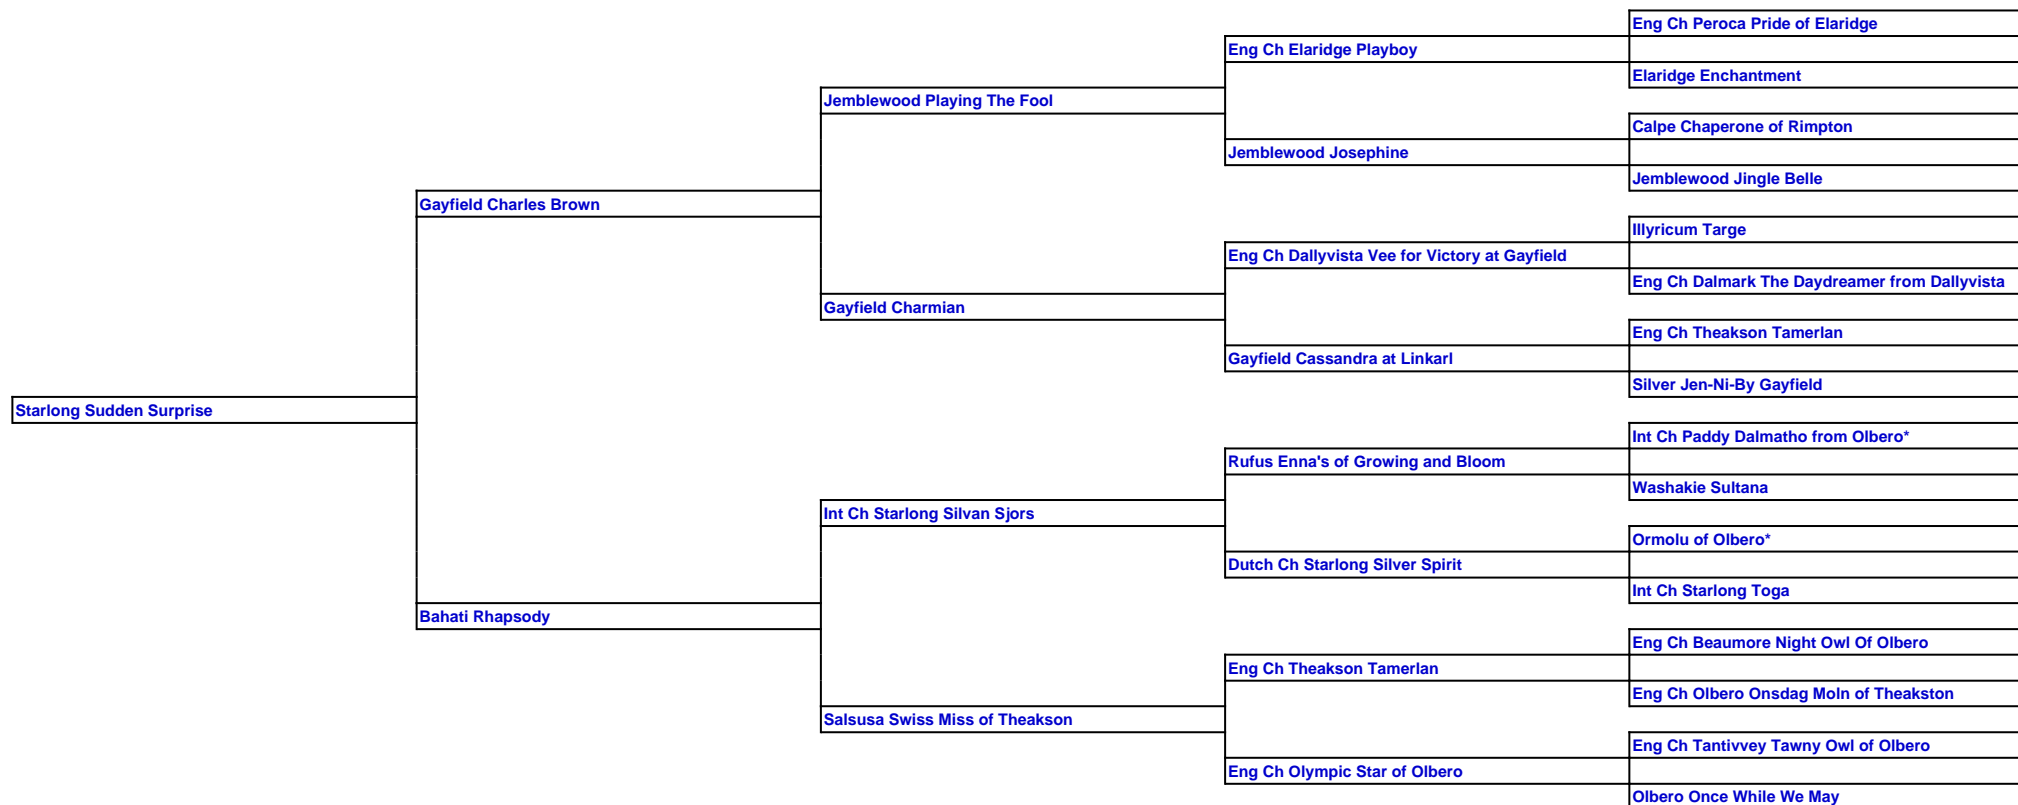 Eng Ch Peroca Pride of Elaridge
Eng Ch Elaridge Playboy
Elaridge Enchantment
Jemblewood Playing The Fool
Calpe Chaperone of Rimpton
Jemblewood Josephine
Jemblewood Jingle Belle
Gayfield Charles Brown
Illyricum Targe
Eng Ch Dallyvista Vee for Victory at Gayfield
Eng Ch Dalmark The Daydreamer from Dallyvista
Gayfield Charmian
Eng Ch Theakson Tamerlan
Gayfield Cassandra at Linkarl
Silver Jen-Ni-By Gayfield
Starlong Sudden Surprise
Int Ch Paddy Dalmatho from Olbero*
Rufus Enna's of Growing and Bloom
Washakie Sultana
Int Ch Starlong Silvan Sjors
Ormolu of Olbero*
Dutch Ch Starlong Silver Spirit
Int Ch Starlong Toga
Bahati Rhapsody
Eng Ch Beaumore Night Owl Of Olbero
Eng Ch Theakson Tamerlan
Eng Ch Olbero Onsdag Moln of Theakston
Salsusa Swiss Miss of Theakson
Eng Ch Tantivvey Tawny Owl of Olbero
Eng Ch Olympic Star of Olbero
Olbero Once While We May